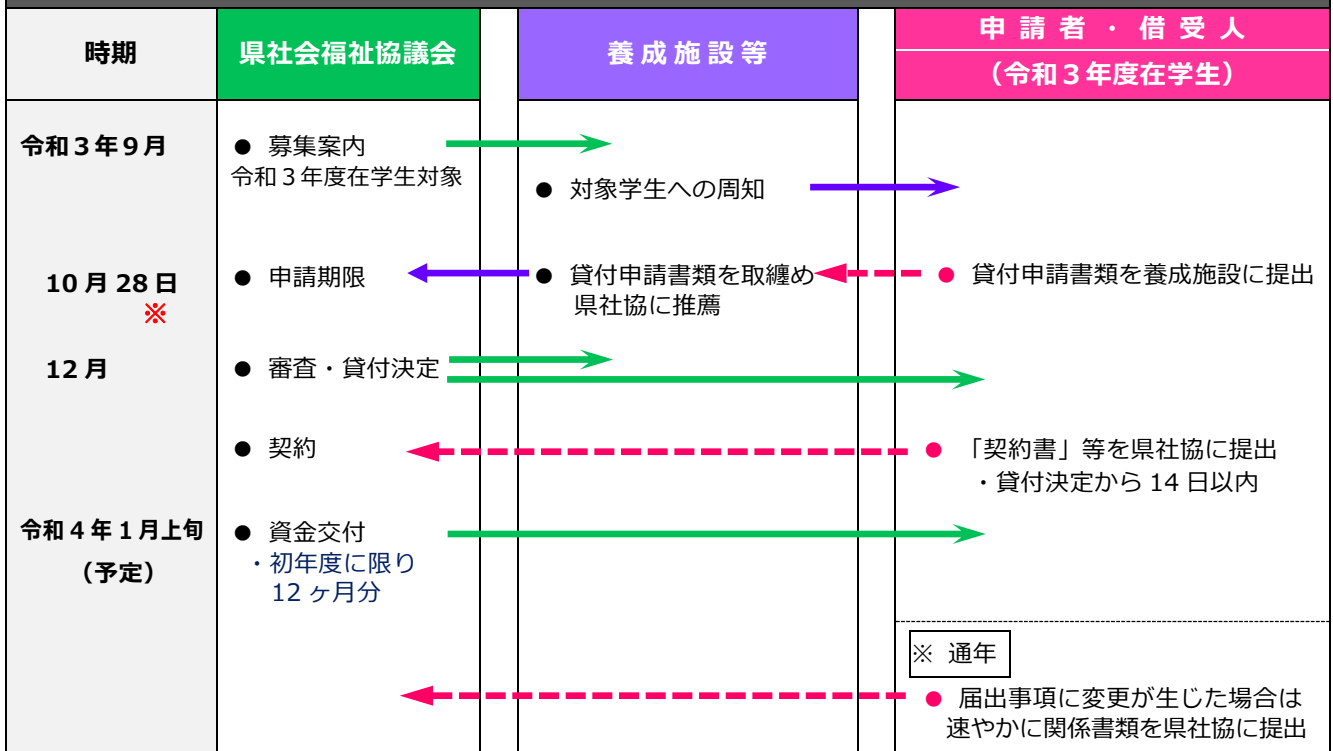 時期
県社会福祉協議会
養成施設等
申請者・借受人
（令和３年度在学生）
令和３年９月
● 募集案内
令和３年度在学生対象
● 対象学生への周知
10月28日
※
● 申請期限
● 貸付申請書類を取纏め
県社協に推薦
● 貸付申請書類を養成施設に提出
12月
● 審査・貸付決定
● 契約
● 「契約書」等を県社協に提出
・貸付決定から14日以内
令和４年１月上旬
（予定）
● 資金交付
・初年度に限り
12ヶ月分
※ 通年
● 届出事項に変更が生じた場合は
速やかに関係書類を県社協に提出